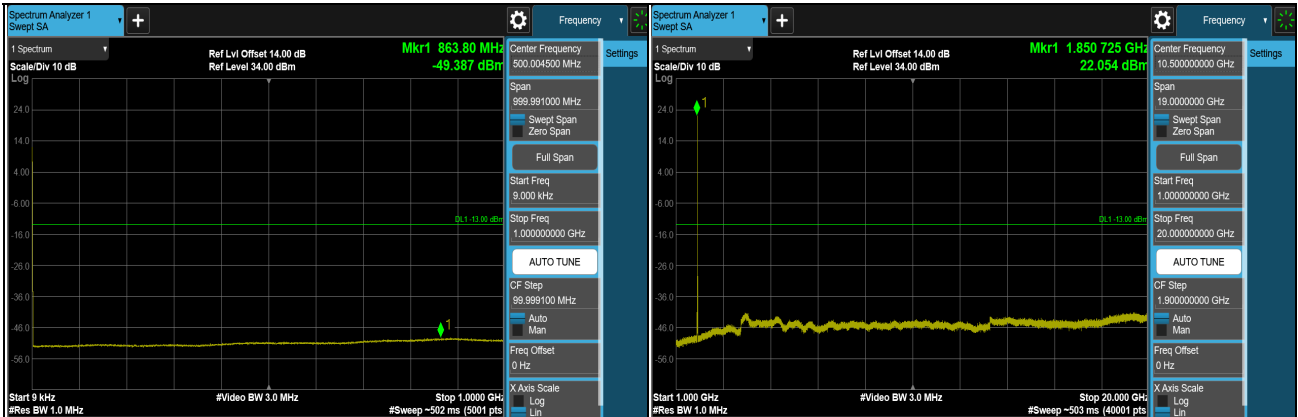 Spectrum Analyzer 1
Swept SA
+
Frequency
1 Spectrum
Scale/Div 10 dB
Log
Ref Lvl Offset 14.00 dB
Ref Level 34.00 dBm
Mkr1 863.80 MHz
-49.387 dBm
24.0
14.0
4.00
-6.00
-16.0
-26.0
-36.0
-46.0
-56.0
1
DL1 -13.00 dBm
Start 9 kHz
#Res BW 1.0 MHz
#Video BW 3.0 MHz
Stop 1.0000 GHz
#Sweep ~502 ms (5001 pts
Center Frequency
500.004500 MHz
Span
999.991000 MHz
Swept Span
Zero Span
Full Span
Start Freq
9.000 kHz
Stop Freq
1.000000000 GHz
AUTO TUNE
CF Step
99.999100 MHz
Auto
Man
Freq Offset
0 Hz
X Axis Scale
Log
Lin
Settings
Spectrum Analyzer 1
Swept SA
+
Frequency
1 Spectrum
Scale/Div 10 dB
Log
Ref Lvl Offset 14.00 dB
Ref Level 34.00 dBm
Mkr1 1.850 725 GHz
22.054 dBm
24.0
14.0
4.00
-6.00
-16.0
-26.0
-36.0
-46.0
-56.0
1
DL1 -13.00 dBm
Start 1.000 GHz
#Res BW 1.0 MHz
#Video BW 3.0 MHz
Stop 20.000 GHz
#Sweep ~503 ms (40001 pts
Center Frequency
10.500000000 GHz
Span
19.0000000 GHz
Swept Span
Zero Span
Full Span
Start Freq
1.000000000 GHz
Stop Freq
20.000000000 GHz
AUTO TUNE
CF Step
1.900000000 GHz
Auto
Man
Freq Offset
0 Hz
X Axis Scale
Log
Lin
Settings